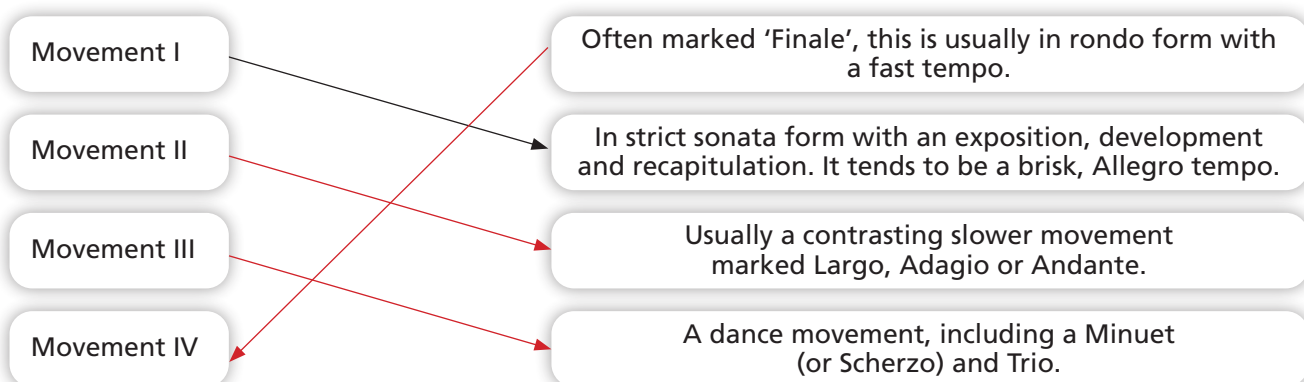 Movement I
Often marked ‘Finale’, this is usually in rondo form with
a fast tempo.
Movement II
In strict sonata form with an exposition, development
and recapitulation. It tends to be a brisk, Allegro tempo.
Movement III
Usually a contrasting slower movement
marked Largo, Adagio or Andante.
Movement IV
A dance movement, including a Minuet
(or Scherzo) and Trio.